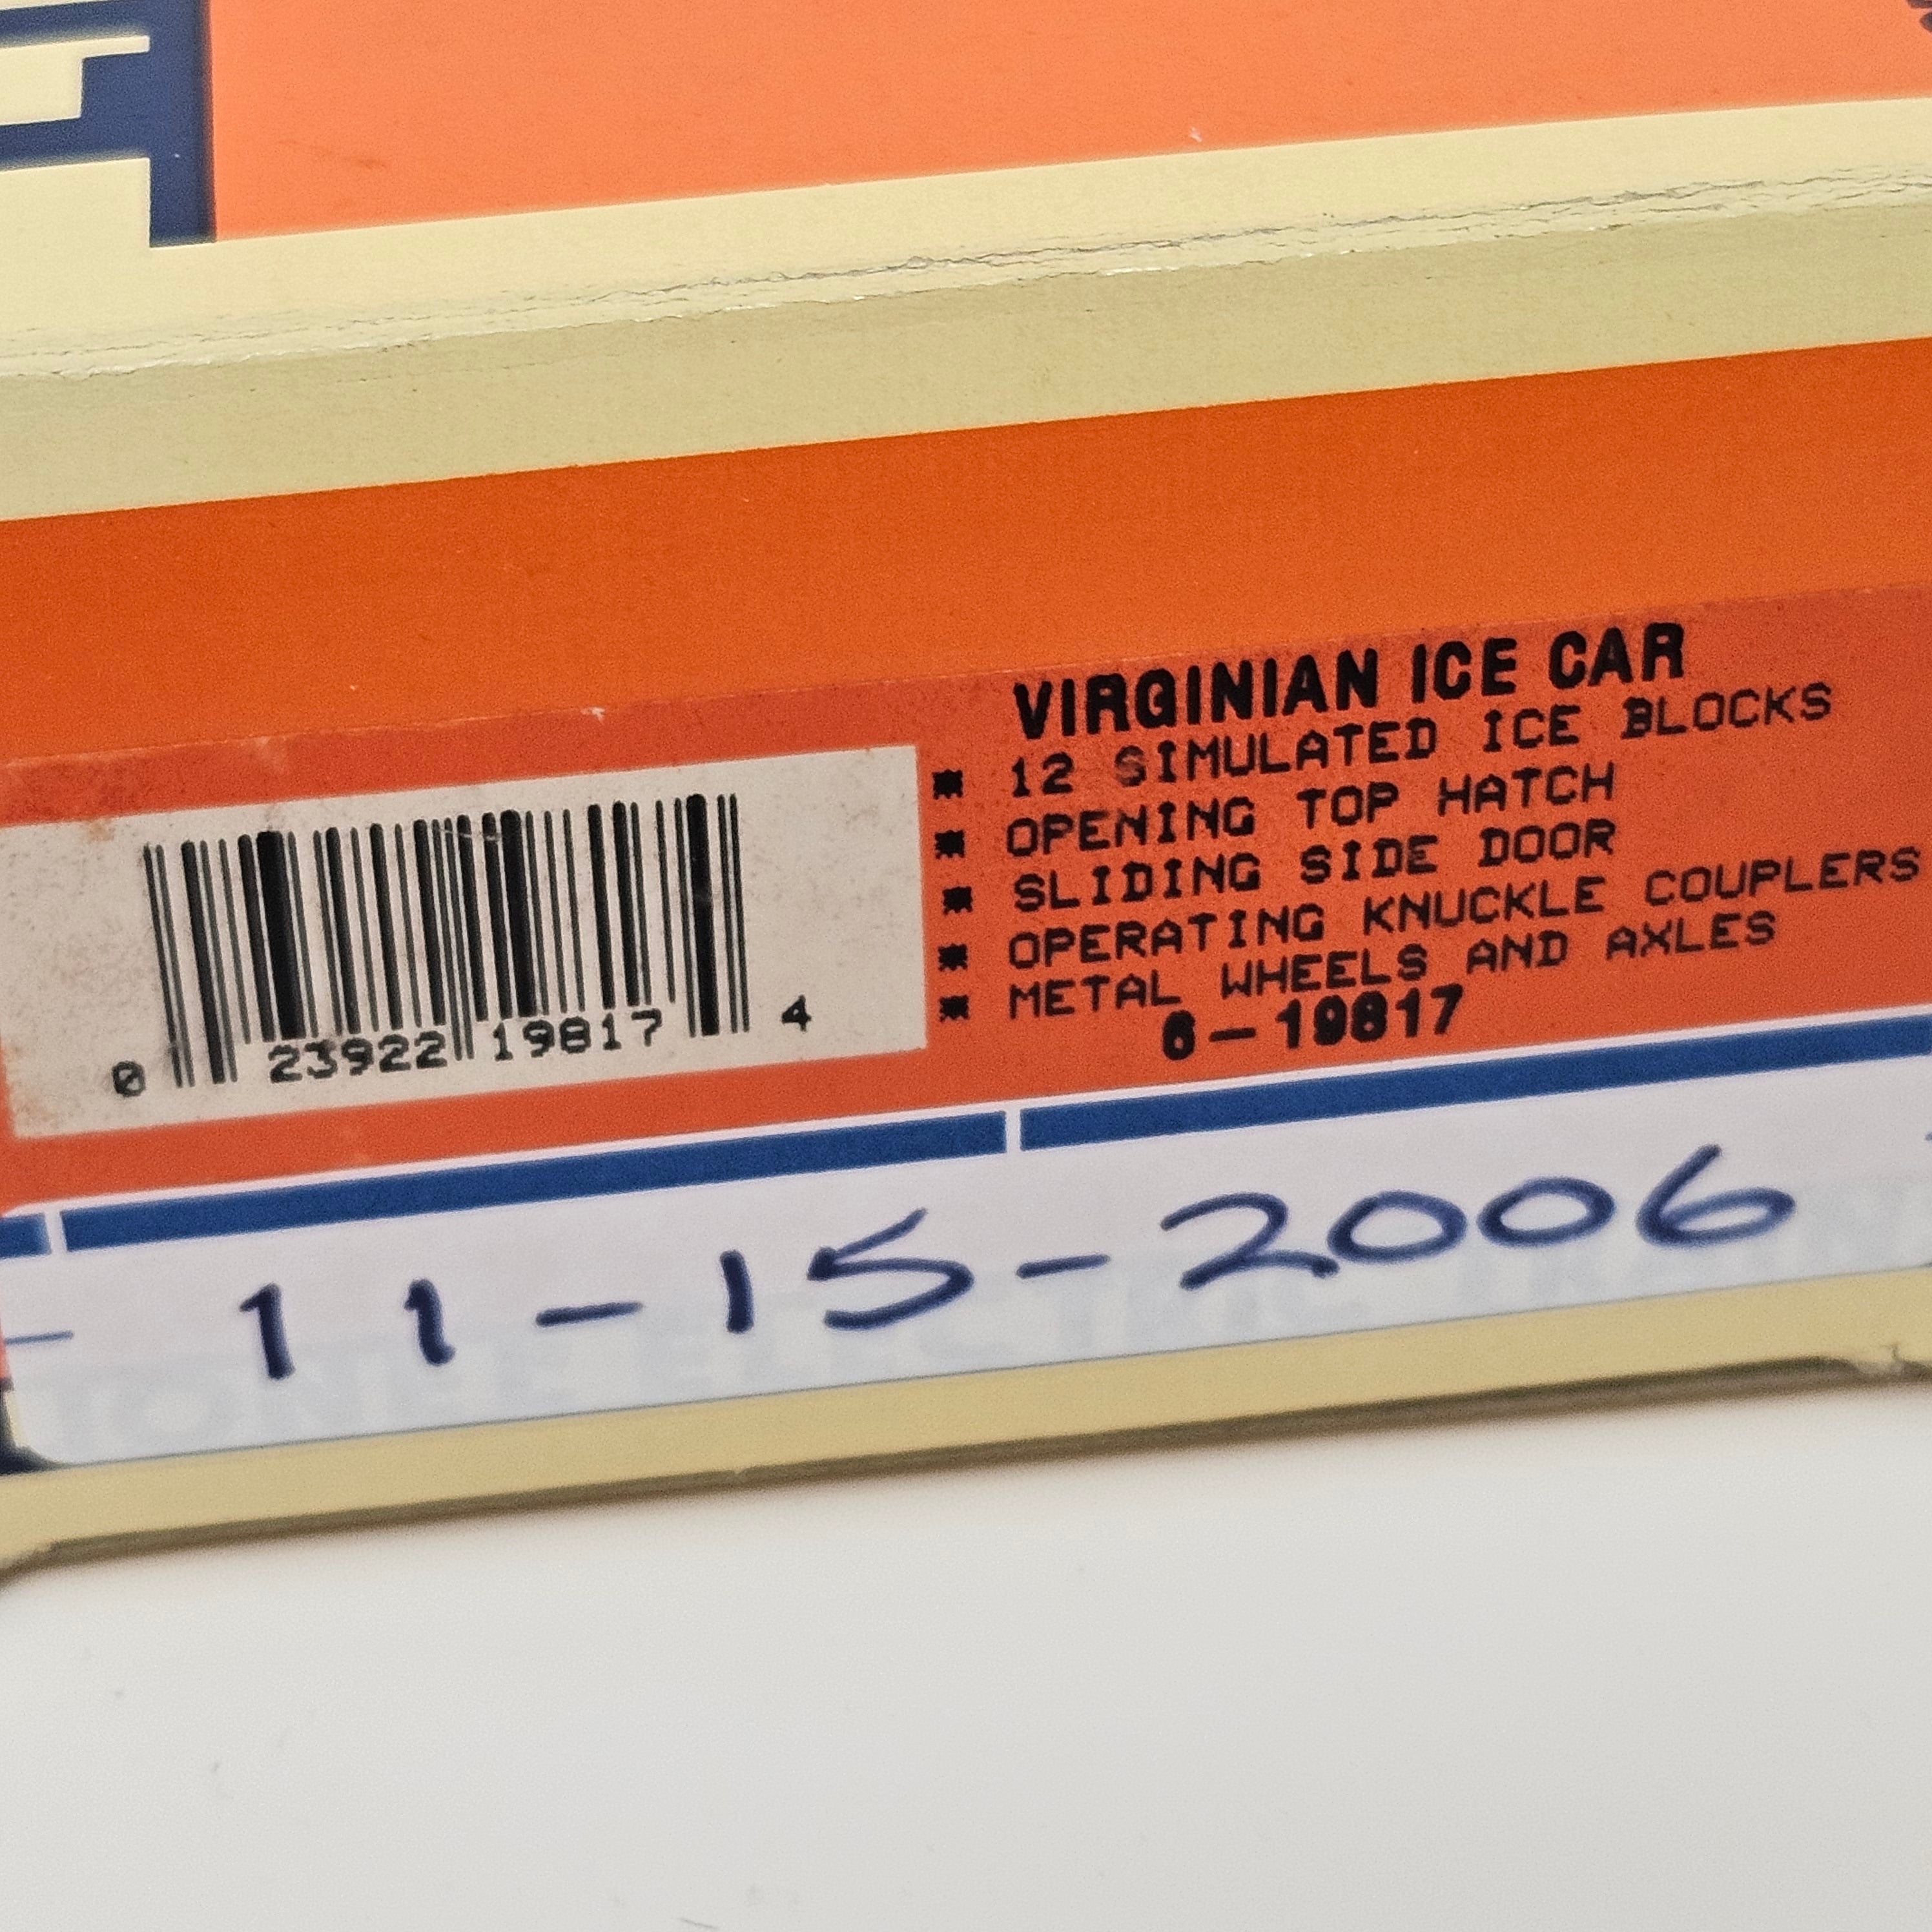 VIRGINIAN ICE CAR
12 SIMULATED ICE BLOCKS
OPENING TOP HATCH
SLIDING SIDE DOOR
OPERATING KNUCKLE COUPLERS
METAL WHEELS AND AXLES
6-19817
0 23922 19817 4
11-15-2006